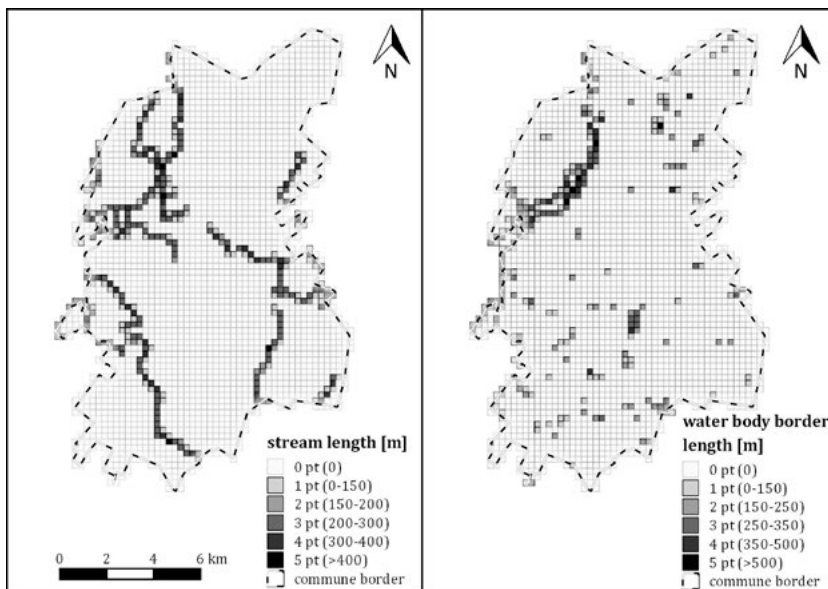 N
stream length [m]
0 pt (0)
1 pt (0-150)
2 pt (150-200)
3 pt (200-300)
4 pt (300-400)
5 pt (>400)
commune border
0 2 4 6 km
N
water body border
length [m]
0 pt (0)
1 pt (0-150)
2 pt (150-250)
3 pt (250-350)
4 pt (350-500)
5 pt (>500)
commune border